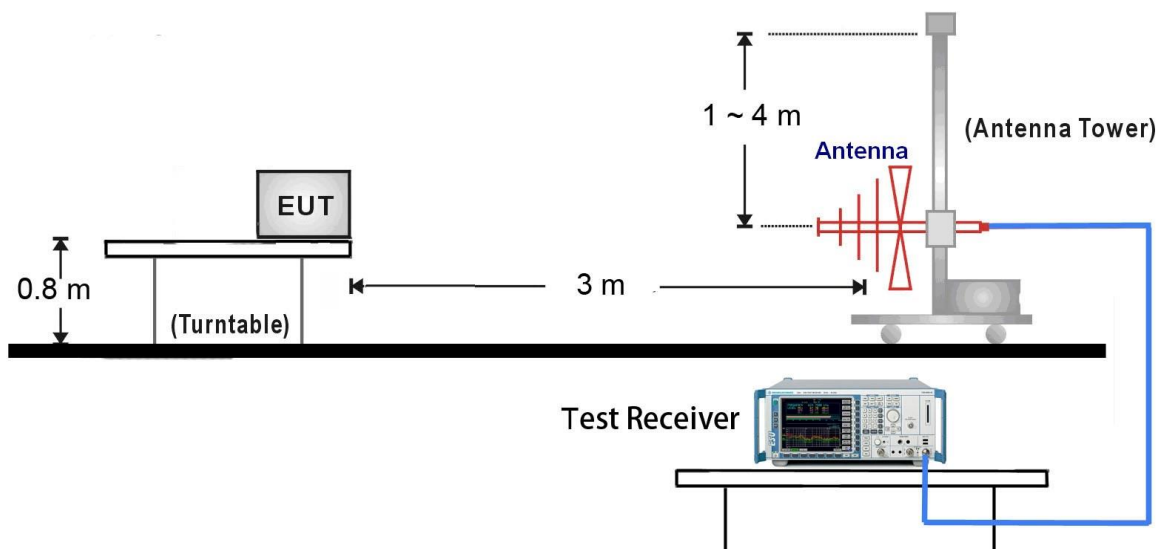 1 ~ 4 m
(Antenna Tower)
Antenna
EUT
0.8 m
3 m
(Turntable)
Test Receiver